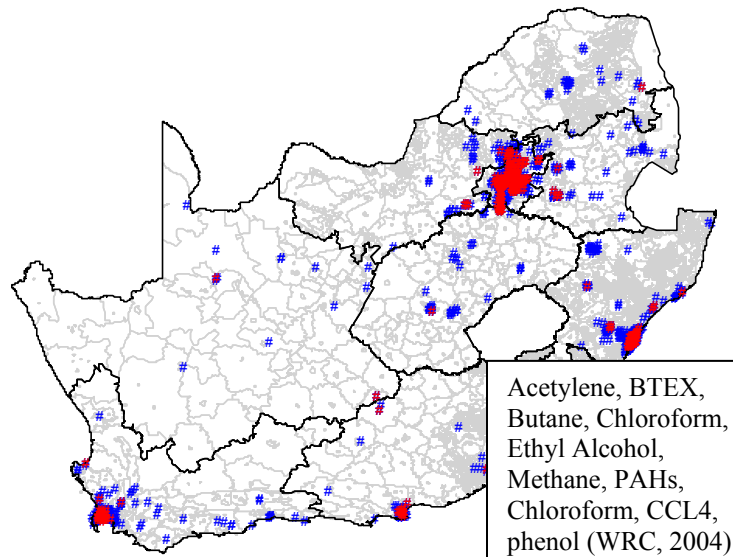 Acetylene, BTEX,
Butane, Chloroform,
Ethyl Alcohol,
Methane, PAHs,
Chloroform, CCL4,
phenol (WRC, 2004)